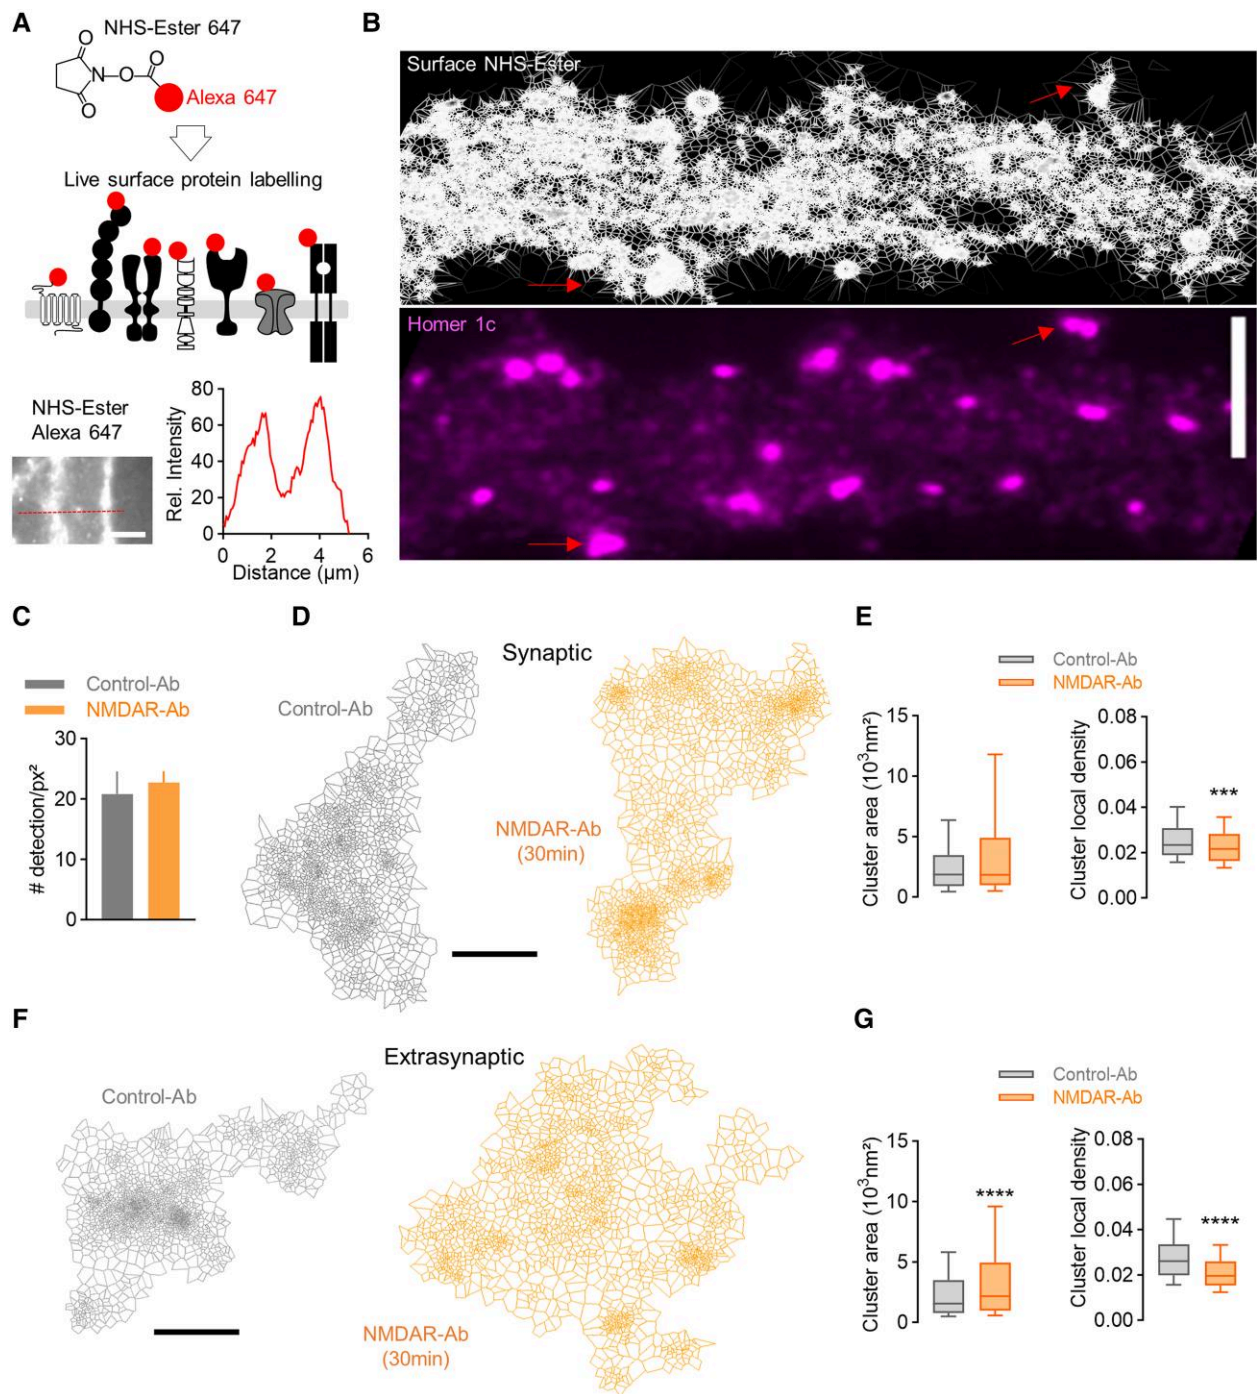 A
NHS-Ester 647
O
N
O
O
O
Alexa 647
Live surface protein labelling
NHS-Ester
Alexa 647
Rel. Intensity
80
60
40
20
0
0
2
4
6
Distance (µm)
B
Surface NHS-Ester
Homer 1c
C
Control-Ab
NMDAR-Ab
# detection/px²
30
20
10
0
D
Synaptic
Control-Ab
NMDAR-Ab
(30min)
E
Control-Ab
NMDAR-Ab
Cluster area (10³nm²)
15
10
5
0
Cluster local density
0.08
0.06
0.04
0.02
0.00
***
F
Extrasynaptic
Control-Ab
NMDAR-Ab
(30min)
G
Control-Ab
NMDAR-Ab
Cluster area (10³nm²)
15
10
5
0
****
Cluster local density
0.08
0.06
0.04
0.02
0.00
****